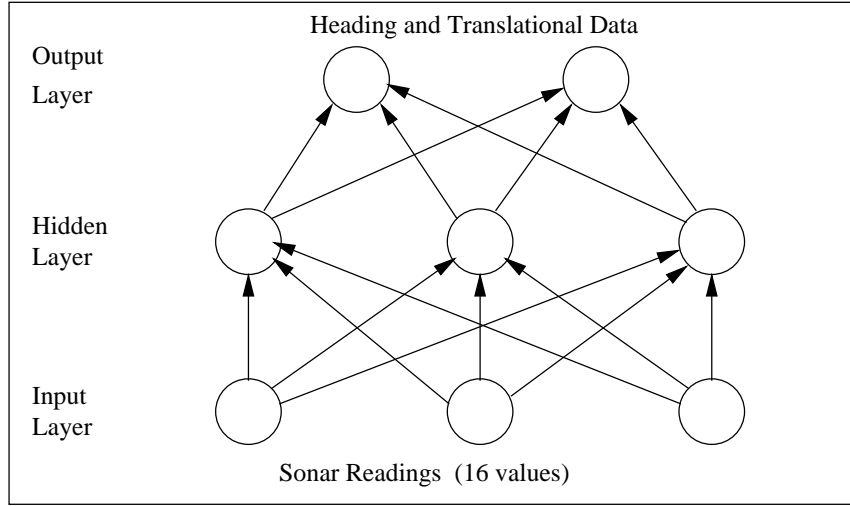 Heading and Translational Data
Output
Layer
Hidden
Layer
Input
Layer
Sonar Readings (16 values)